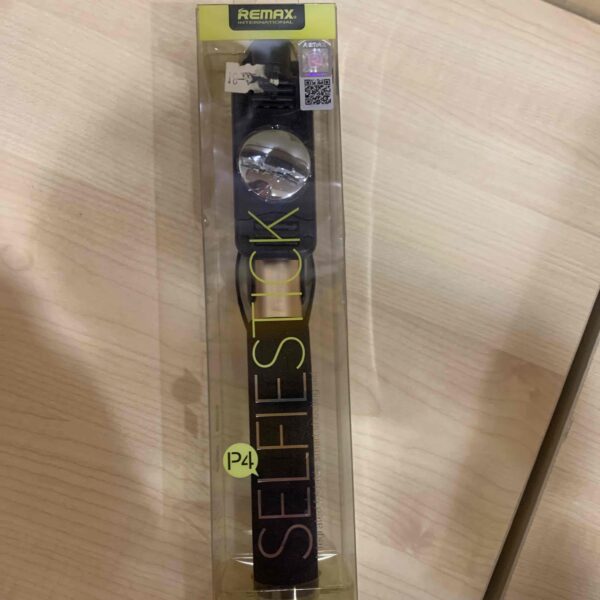 REMAX
INTERNATIONAL
SELFIESTICK
P4